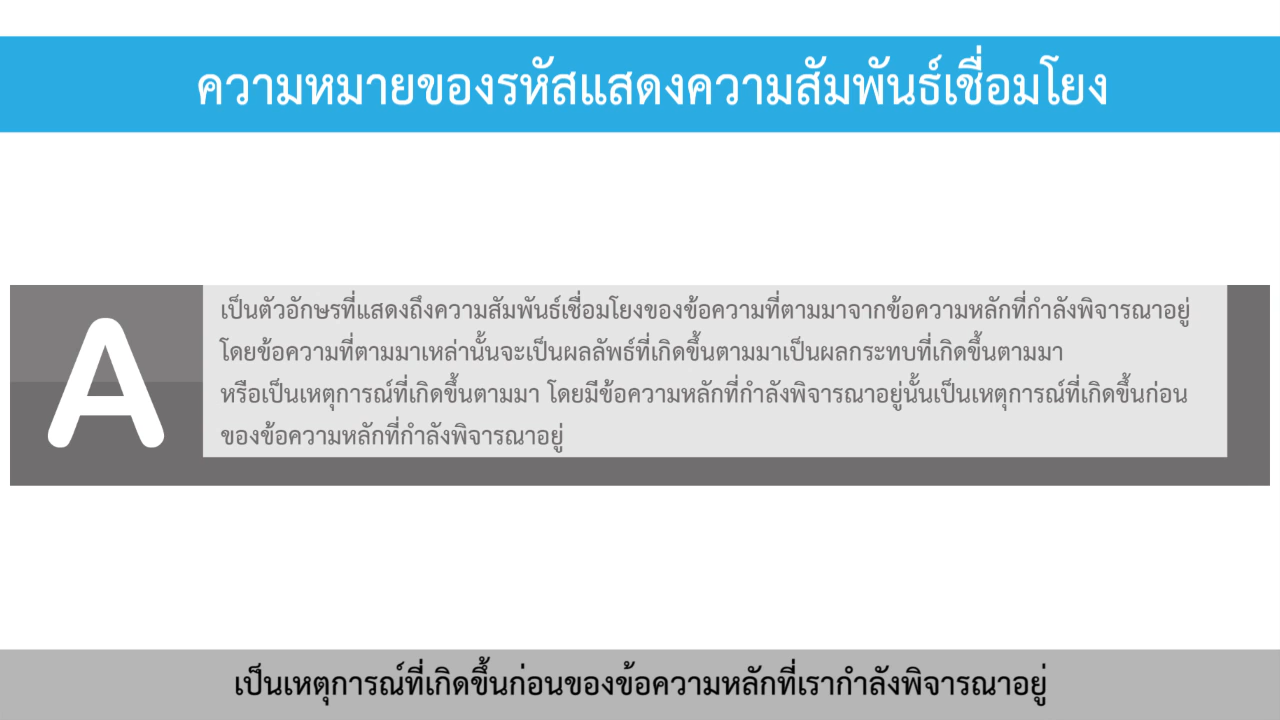 ความหมายของรหัสแสดงความสัมพันธ์เชื่อมโยง
A
เป็นตัวอักษรที่แสดงถึงความสัมพันธ์เชื่อมโยงของข้อความที่ตามมาจากข้อความหลักที่กำลังพิจารณาอยู่
โดยข้อความที่ตามมาเหล่านั้นจะเป็นผลลัพธ์ที่เกิดขึ้นตามมาเป็นผลกระทบที่เกิดขึ้นตามมา
หรือเป็นเหตุการณ์ที่เกิดขึ้นตามมา โดยมีข้อความหลักที่กำลังพิจารณาอยู่นั้นเป็นเหตุการณ์ที่เกิดขึ้นก่อน
ของข้อความหลักที่กำลังพิจารณาอยู่
เป็นเหตุการณ์ที่เกิดขึ้นก่อนของข้อความหลักที่เรากำลังพิจารณาอยู่